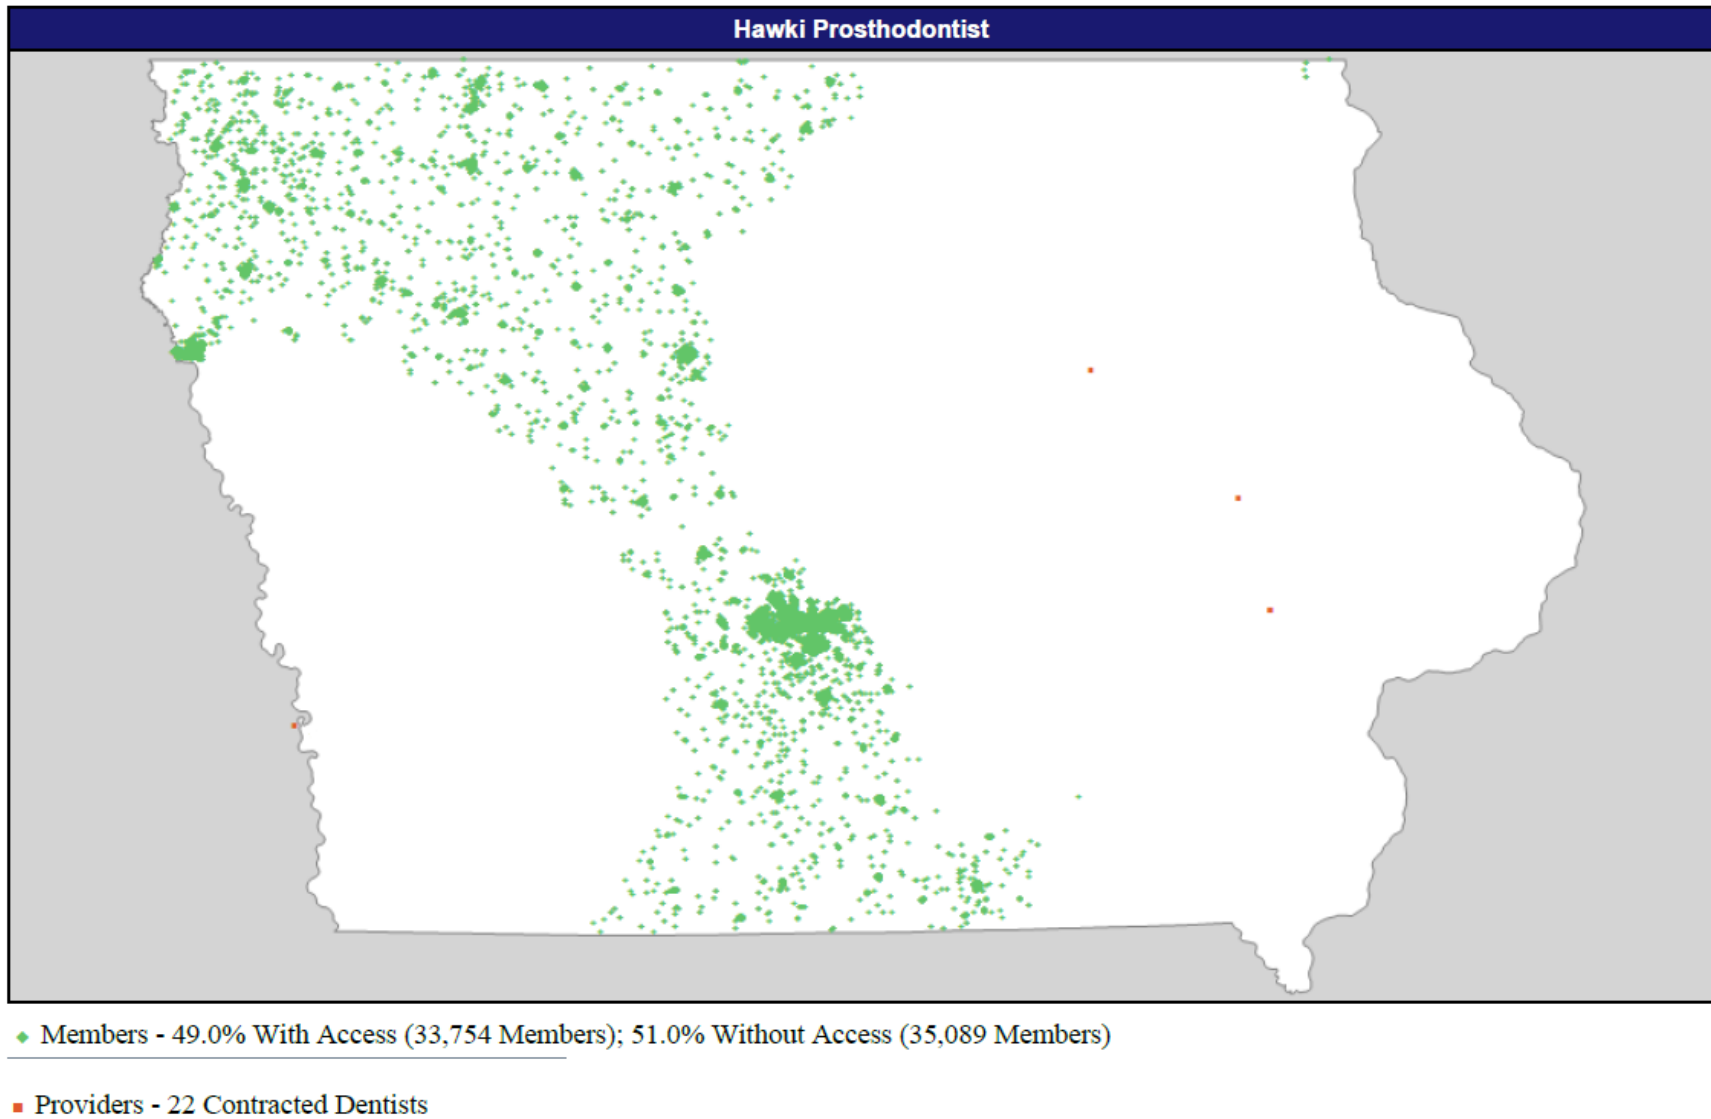 Hawki Prosthodontist
Members - 49.0% With Access (33,754 Members); 51.0% Without Access (35,089 Members)
Providers - 22 Contracted Dentists